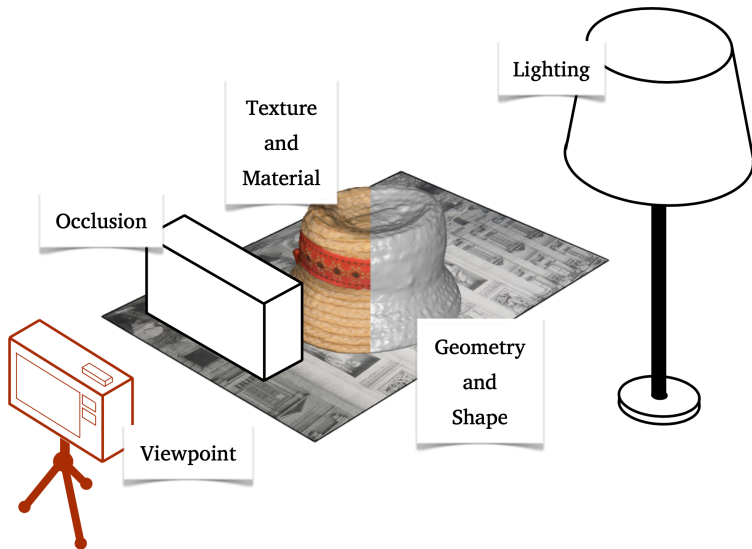 Lighting
Texture
and
Material
Occlusion
Geometry
and
Shape
Viewpoint